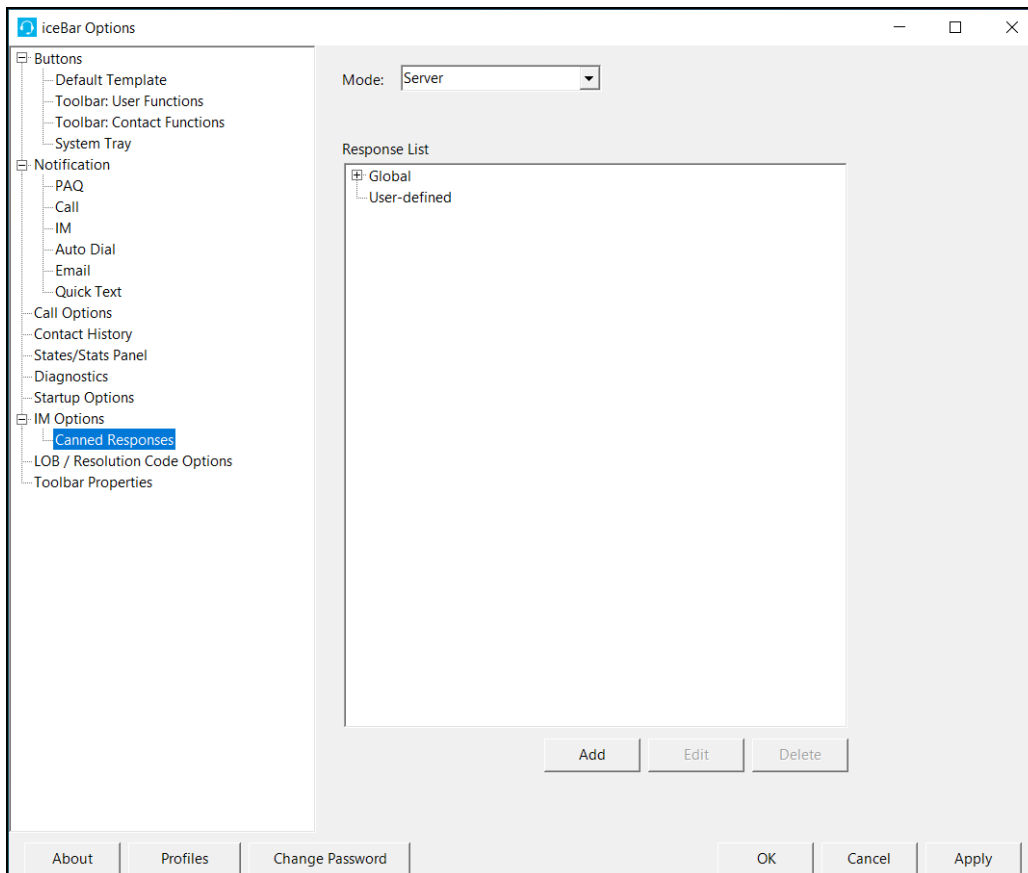 iceBar Options
Buttons
Default Template
Toolbar: User Functions
Toolbar: Contact Functions
System Tray
Notification
PAQ
Call
IM
Auto Dial
Email
Quick Text
Call Options
Contact History
States/Stats Panel
Diagnostics
Startup Options
IM Options
Canned Responses
LOB / Resolution Code Options
Toolbar Properties
Mode: Server
Response List
Global
User-defined
Add Edit Delete
About Profiles Change Password OK Cancel Apply